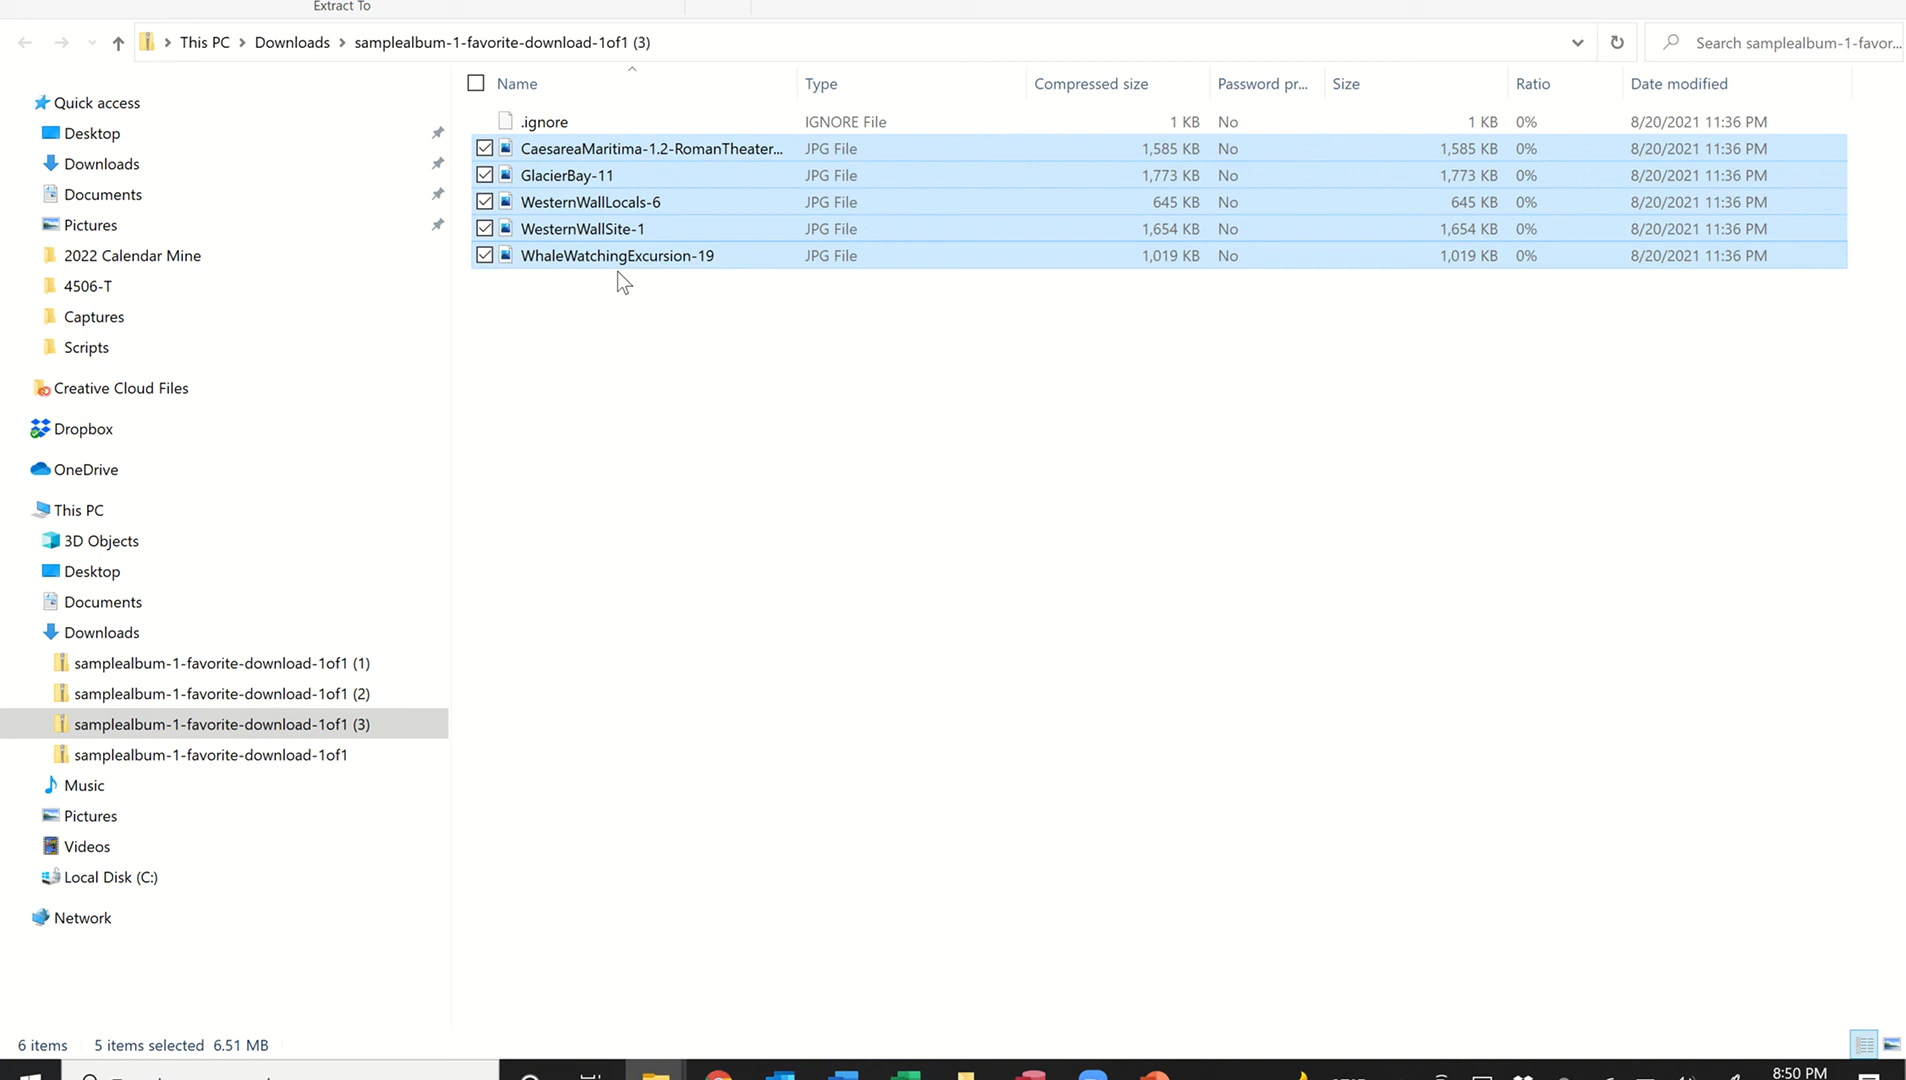 Extract To
This PC > Downloads > samplealbum-1-favorite-download-1of1 (3)
Search samplealbum-1-favor...
Name Type Compressed size Password pr... Size Ratio Date modified
.ignore IGNORE File 1 KB No 1 KB 0% 8/20/2021 11:36 PM
CaesareaMaritima-1.2-RomanTheater... JPG File 1,585 KB No 1,585 KB 0% 8/20/2021 11:36 PM
GlacierBay-11 JPG File 1,773 KB No 1,773 KB 0% 8/20/2021 11:36 PM
WesternWallLocals-6 JPG File 645 KB No 645 KB 0% 8/20/2021 11:36 PM
WesternWallSite-1 JPG File 1,654 KB No 1,654 KB 0% 8/20/2021 11:36 PM
WhaleWatchingExcursion-19 JPG File 1,019 KB No 1,019 KB 0% 8/20/2021 11:36 PM
Quick access
Desktop
Downloads
Documents
Pictures
2022 Calendar Mine
4506-T
Captures
Scripts
Creative Cloud Files
Dropbox
OneDrive
This PC
3D Objects
Desktop
Documents
Downloads
samplealbum-1-favorite-download-1of1 (1)
samplealbum-1-favorite-download-1of1 (2)
samplealbum-1-favorite-download-1of1 (3)
samplealbum-1-favorite-download-1of1
Music
Pictures
Videos
Local Disk (C:)
Network
6 items 5 items selected 6.51 MB
8:50 PM